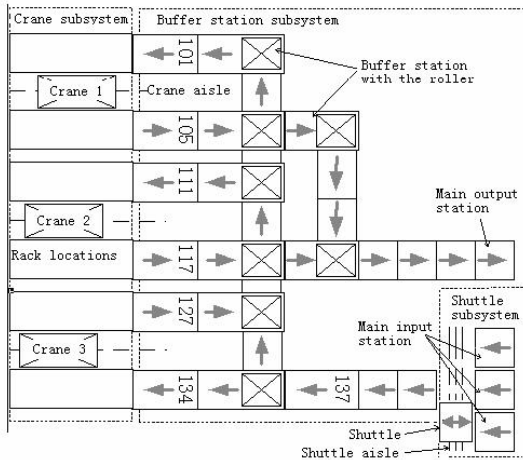 Crane subsystem
Buffer station subsystem
101
Buffer station
with the roller
Crane 1
Crane aisle
105
111
Crane 2
Main output
station
Rack locations
117
127
Shuttle
subsystem
Main input
station
Crane 3
134
137
Shuttle
Shuttle aisle